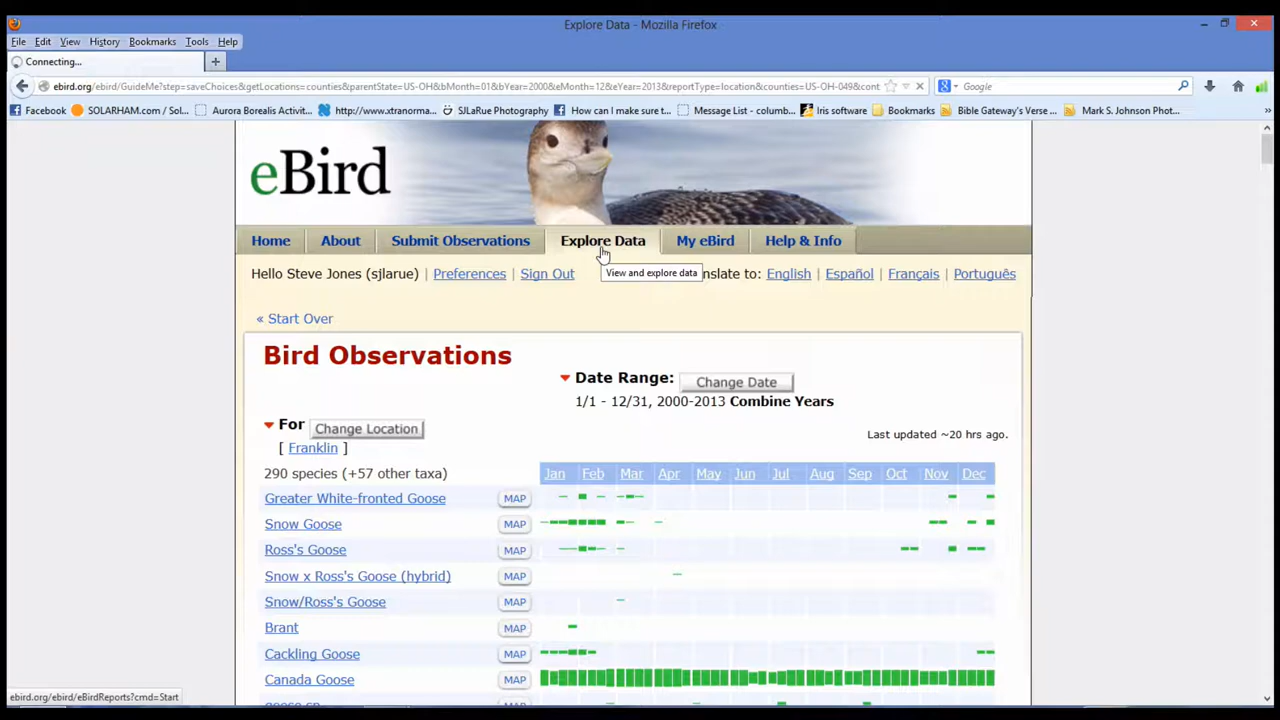 Explore Data - Mozilla Firefox
File Edit View History Bookmarks Tools Help
Connecting...
ebird.org/ebird/GuideMe?step=saveChoices&getLocations=counties&parentState=US-OH&bMonth=01&bYear=2000&eMonth=12&eYear=2013&reportType=location&counties=US-OH-049&cont Google
Facebook SOLARHAM.com / So... Aurora Borealis Activit... http://www.xtranorma... SJLaRue Photography How can I make sure t... Message List - columb... Iris software Bookmarks Bible Gateway's Verse... Mark S. Johnson Phot...
eBird
Home About Submit Observations Explore Data My eBird Help & Info
Hello Steve Jones (sjlarue) | Preferences | Sign Out View and explore data nslate to: English | Español | Français | Português
« Start Over
Bird Observations
Date Range: Change Date
1/1 - 12/31, 2000-2013 Combine Years
For Change Location
[ Franklin ]
Last updated ~20 hrs ago.
290 species (+57 other taxa) Jan Feb Mar Apr May Jun Jul Aug Sep Oct Nov Dec
Greater White-fronted Goose MAP
Snow Goose MAP
Ross's Goose MAP
Snow x Ross's Goose (hybrid) MAP
Snow/Ross's Goose MAP
Brant MAP
Cackling Goose MAP
Canada Goose MAP
ebird.org/ebird/eBirdReports?cmd=Start